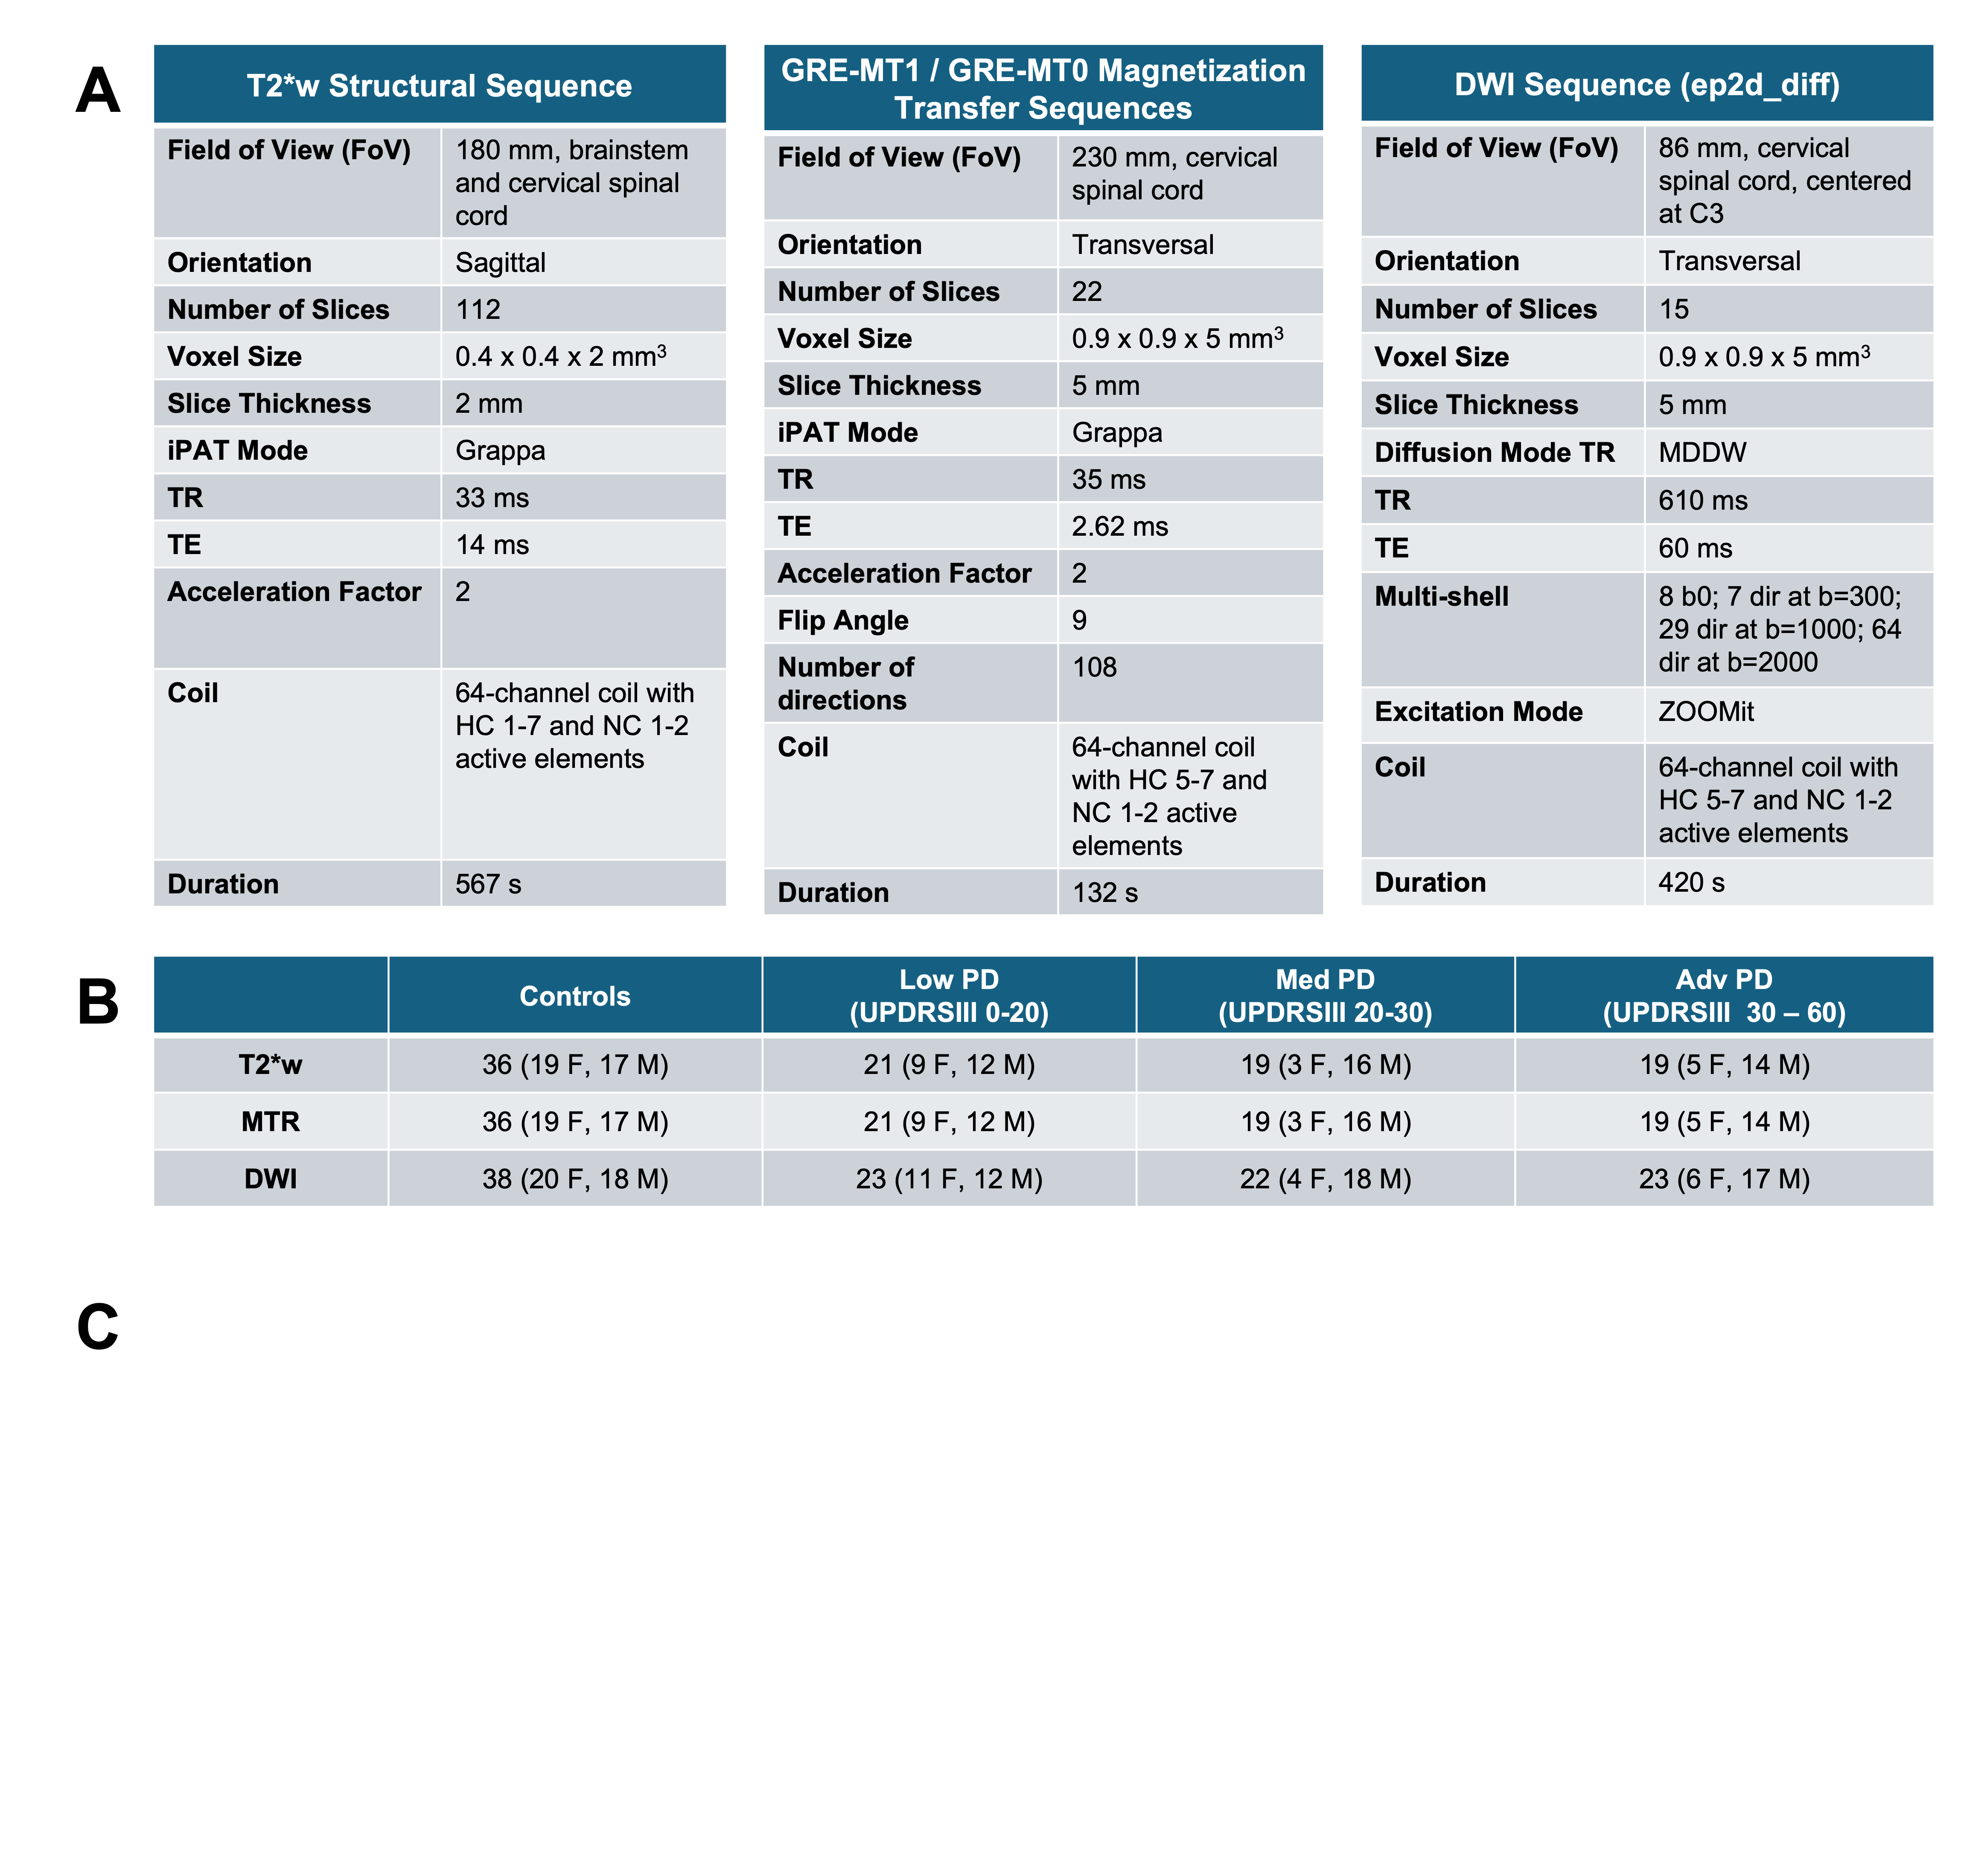 A
T2*w Structural Sequence
Field of View (FoV) 180 mm, brainstem
and cervical spinal
cord
Orientation Sagittal
Number of Slices 112
Voxel Size 0.4 x 0.4 x 2 mm³
Slice Thickness 2 mm
iPAT Mode Grappa
TR 33 ms
TE 14 ms
Acceleration Factor 2
Coil 64-channel coil with
HC 1-7 and NC 1-2
active elements
Duration 567 s
GRE-MT1 / GRE-MT0 Magnetization
Transfer Sequences
Field of View (FoV) 230 mm, cervical
spinal cord
Orientation Transversal
Number of Slices 22
Voxel Size 0.9 x 0.9 x 5 mm³
Slice Thickness 5 mm
iPAT Mode Grappa
TR 35 ms
TE 2.62 ms
Acceleration Factor 2
Flip Angle 9
Number of 108
directions
Coil 64-channel coil
with HC 5-7 and
NC 1-2 active
elements
Duration 132 s
DWI Sequence (ep2d_diff)
Field of View (FoV) 86 mm, cervical
spinal cord, centered
at C3
Orientation Transversal
Number of Slices 15
Voxel Size 0.9 x 0.9 x 5 mm³
Slice Thickness 5 mm
Diffusion Mode TR MDDW
TR 610 ms
TE 60 ms
Multi-shell 8 b0; 7 dir at b=300;
29 dir at b=1000; 64
dir at b=2000
Excitation Mode ZOOMit
Coil 64-channel coil with
HC 5-7 and NC 1-2
active elements
Duration 420 s
B
Controls Low PD (UPDRSIII 0-20) Med PD (UPDRSIII 20-30) Adv PD (UPDRSIII 30 – 60)
T2*w 36 (19 F, 17 M) 21 (9 F, 12 M) 19 (3 F, 16 M) 19 (5 F, 14 M)
MTR 36 (19 F, 17 M) 21 (9 F, 12 M) 19 (3 F, 16 M) 19 (5 F, 14 M)
DWI 38 (20 F, 18 M) 23 (11 F, 12 M) 22 (4 F, 18 M) 23 (6 F, 17 M)
C